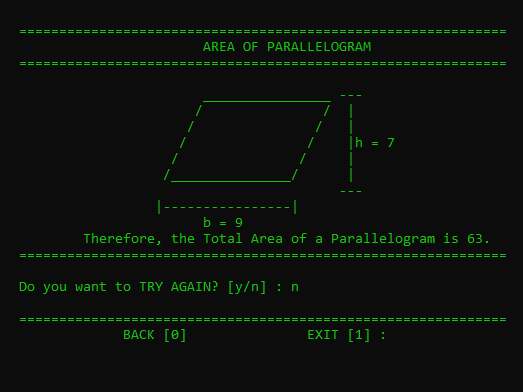 AREA OF PARALLELOGRAM
h = 7
b = 9
Therefore, the Total Area of a Parallelogram is 63.
Do you want to TRY AGAIN? [y/n] : n
BACK [0] EXIT [1] :